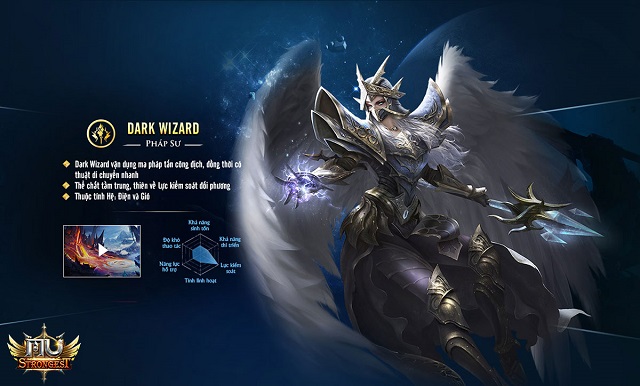 DARK WIZARD
PHÁP SƯ
Dark Wizard vận dụng ma pháp tấn công địch, đồng thời có
thuật di chuyển nhanh
Thể chất tầm trung, thiên về Lực kiểm soát đối phương
Thuộc tính Hệ: Điện và Gió
Khả năng
sinh tồn
Độ khó
thao tác
Khả năng
thi triển
Năng lực
hỗ trợ
Lực kiểm
soát
Tính linh hoạt
MU
STRONGEST